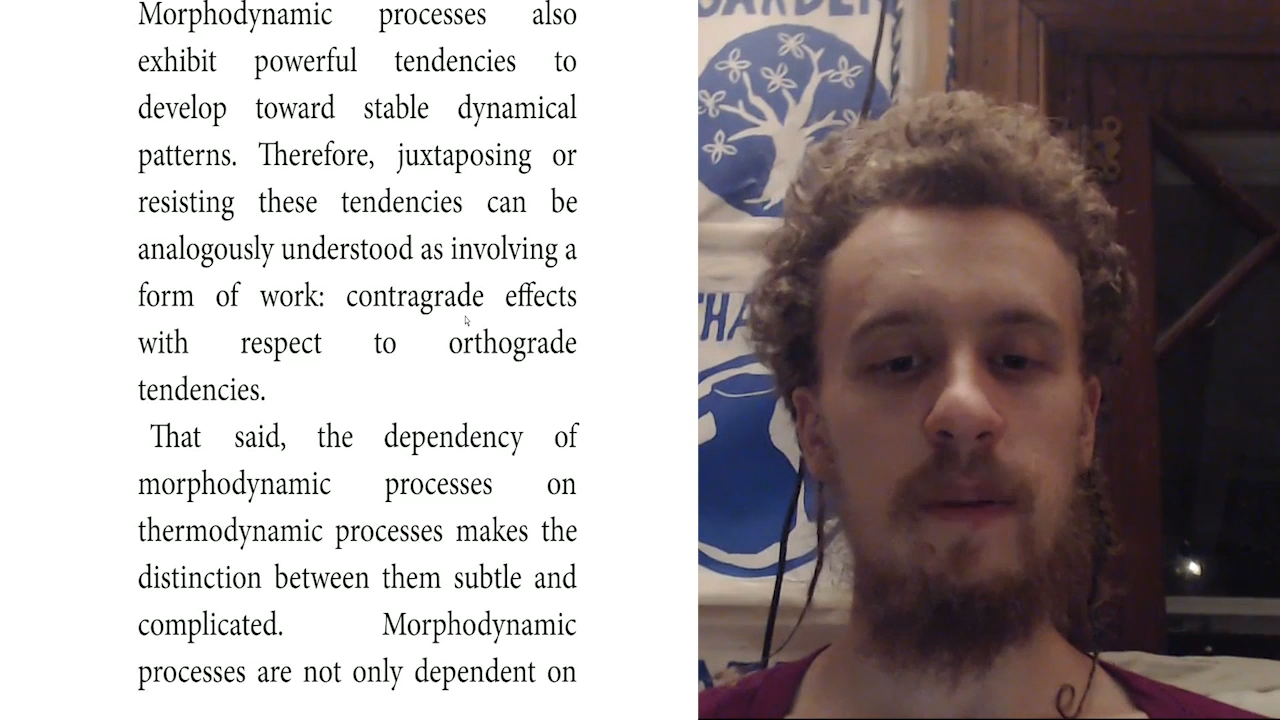 Morphodynamic processes also
exhibit powerful tendencies to
develop toward stable dynamical
patterns. Therefore, juxtaposing or
resisting these tendencies can be
analogously understood as involving a
form of work: contragrade effects
with respect to orthograde
tendencies.
That said, the dependency of
morphodynamic processes on
thermodynamic processes makes the
distinction between them subtle and
complicated. Morphodynamic
processes are not only dependent on
GARDEN
THA